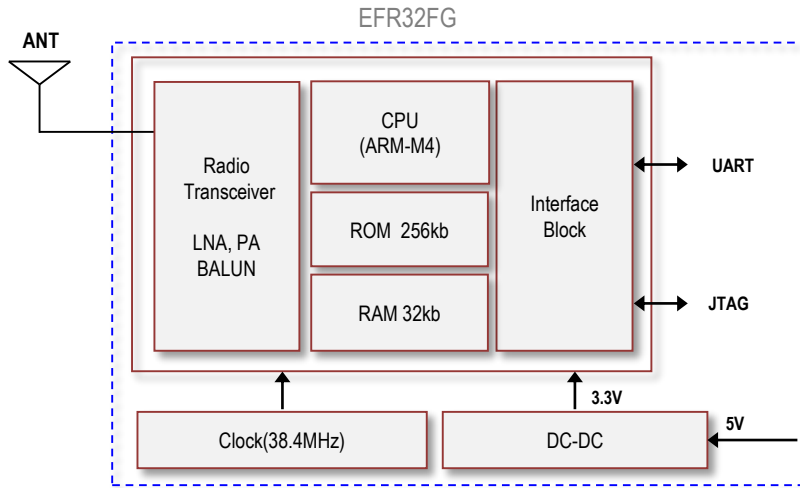 EFR32FG
ANT
Radio
Transceiver
LNA, PA
BALUN
CPU
(ARM-M4)
ROM 256kb
RAM 32kb
Interface
Block
UART
JTAG
3.3V
Clock(38.4MHz)
DC-DC
5V